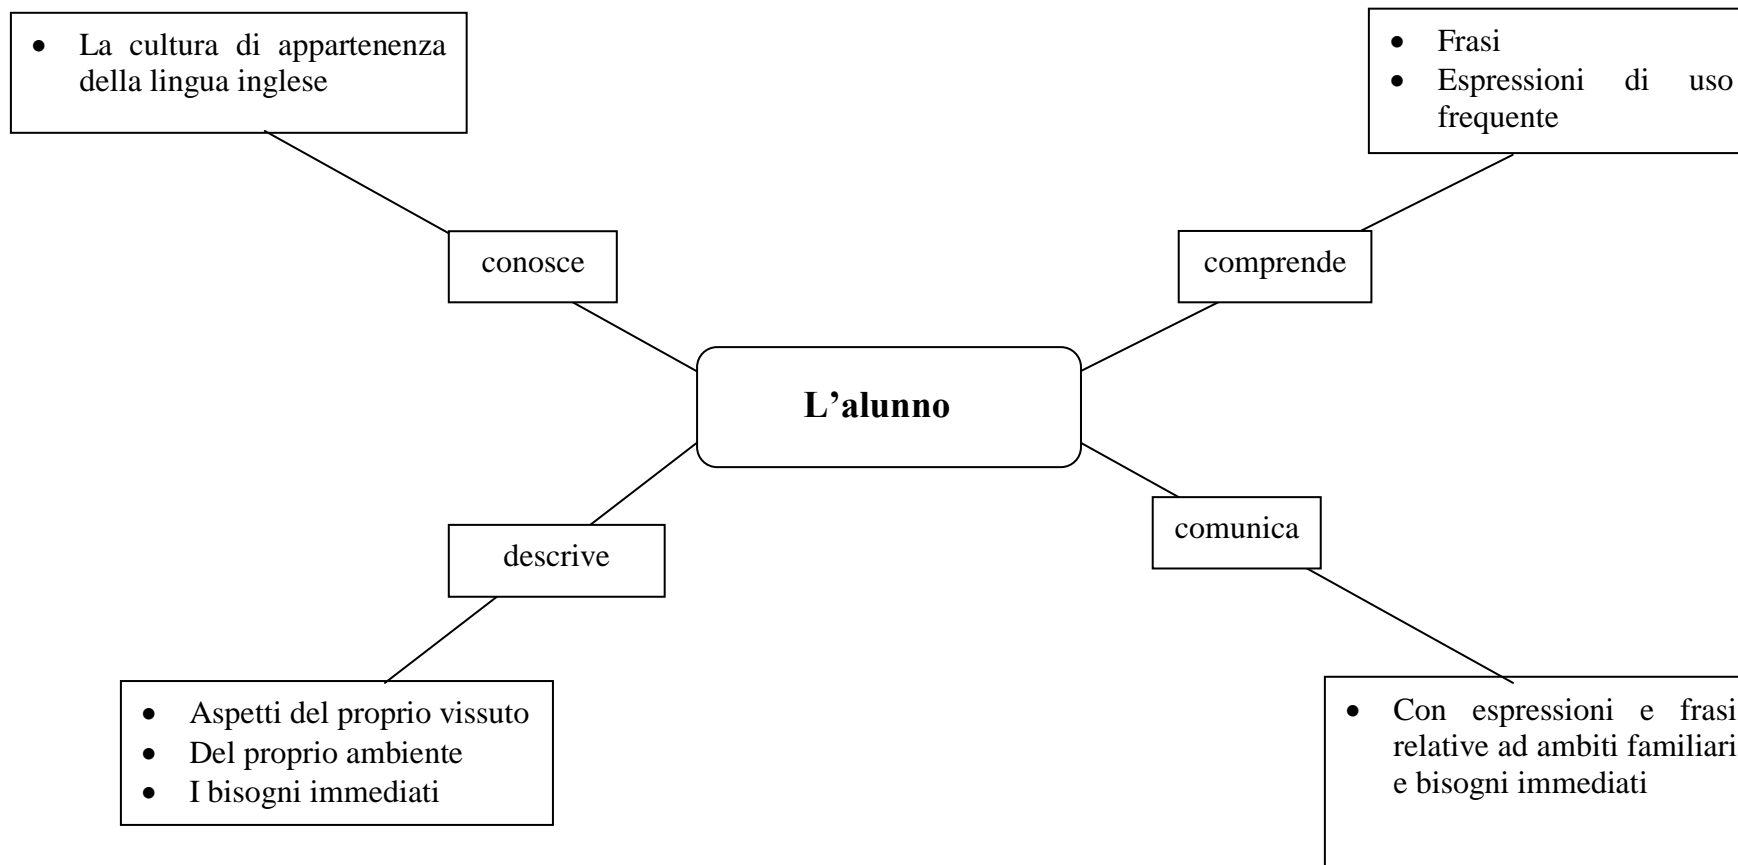 • La cultura di appartenenza
della lingua inglese
• Frasi
• Espressioni di uso
frequente
conosce
comprende
L’alunno
descrive
comunica
• Aspetti del proprio vissuto
• Del proprio ambiente
• I bisogni immediati
• Con espressioni e frasi
relative ad ambiti familiari
e bisogni immediati